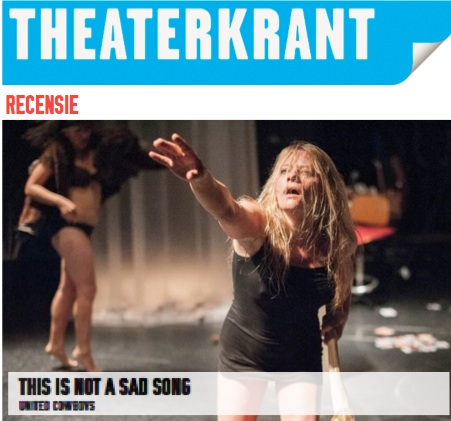 THEATERKRANT
RECENSIE
THIS IS NOT A SAD SONG
UNITED COWBOYS